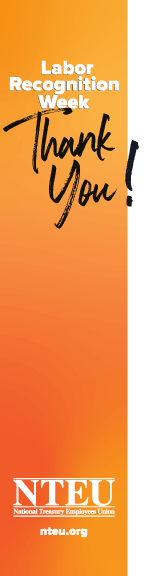 Labor
Recognition
Week
Thank
You!
NTEU
National Treasury Employees Union
nteu.org